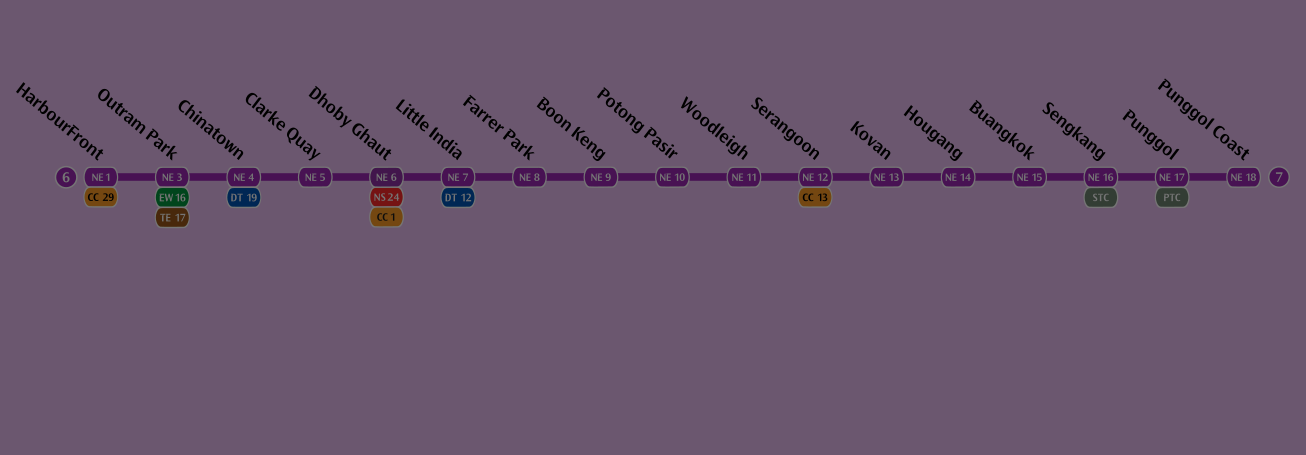 HarbourFront
Outram Park
Chinatown
Clarke Quay
Dhoby Ghaut
Little India
Farrer Park
Boon Keng
Potong Pasir
Woodleigh
Serangoon
Kovan
Hougang
Buangkok
Sengkang
Punggol
Punggol Coast
6 NE 1 NE 3 NE 4 NE 5 NE 6 NE 7 NE 8 NE 9 NE 10 NE 11 NE 12 NE 13 NE 14 NE 15 NE 16 NE 17 NE 18 7
CC 29 EW 16 DT 19 NS 24 DT 12 CC 13 STC PTC
TE 17 CC 1